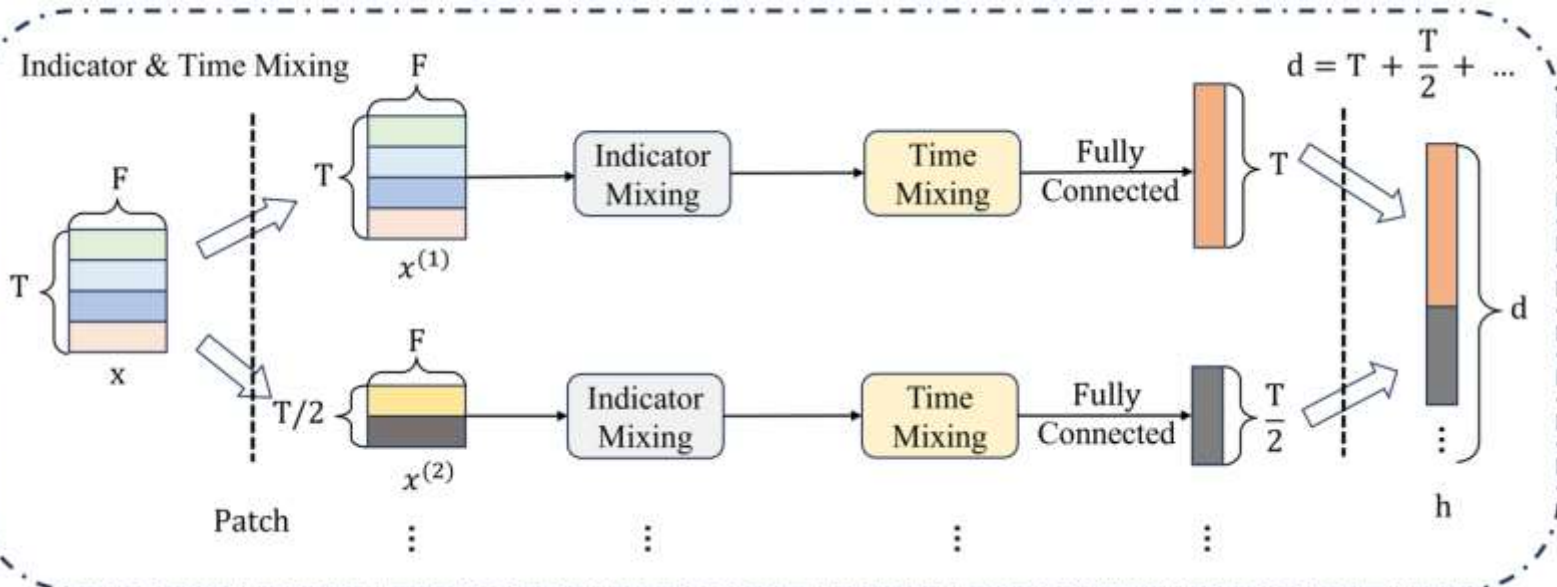 Indicator & Time Mixing
F
d = T + T/2 + ...
T
Indicator
Mixing
Time
Mixing
Fully
Connected
T
x⁽¹⁾
F
T
x
d
F
T/2
Indicator
Mixing
Time
Mixing
Fully
Connected
T/2
x⁽²⁾
Patch
⋮
⋮
⋮
⋮
⋮
h